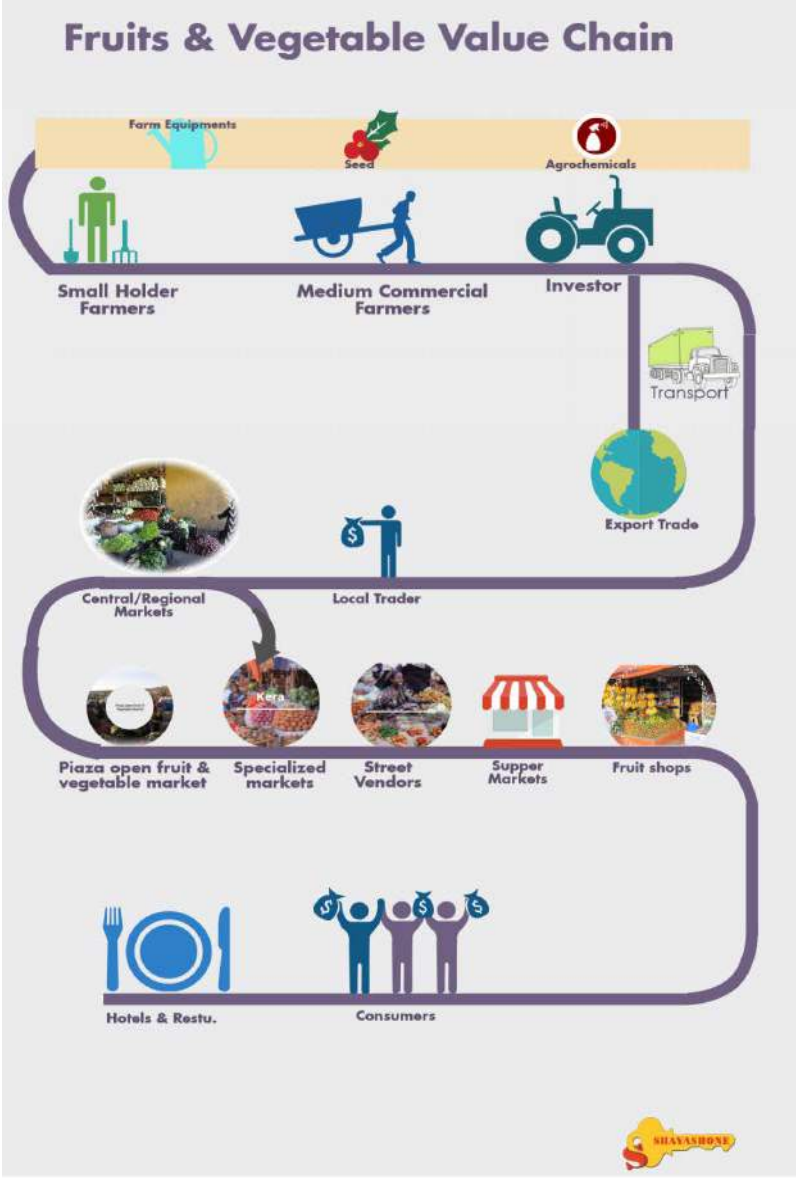 Fruits & Vegetable Value Chain
Farm Equipments
Seed
Agrochemicals
Small Holder
Farmers
Medium Commercial
Farmers
Investor
Transport
Export Trade
Central/Regional
Markets
Local Trader
Kera
Piaza open fruit &
vegetable market
Specialized
markets
Street
Vendors
Supper
Markets
Fruit shops
$
$
$
$
Hotels & Restu.
Consumers
SHAYASHONE